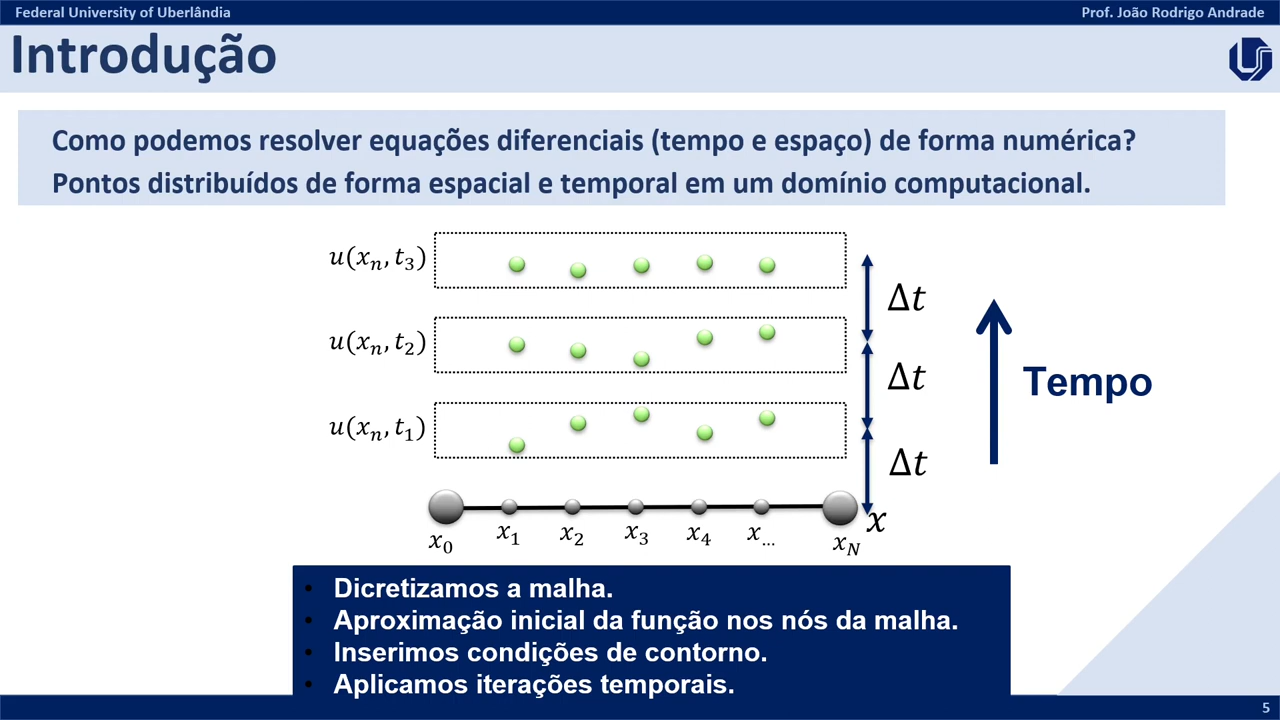 Federal University of Uberlândia
Prof. João Rodrigo Andrade
Introdução
Como podemos resolver equações diferenciais (tempo e espaço) de forma numérica?
Pontos distribuídos de forma espacial e temporal em um domínio computacional.
u(xₙ, t₃)
Δt
u(xₙ, t₂)
Δt
Tempo
u(xₙ, t₁)
Δt
x
x₀ x₁ x₂ x₃ x₄ x... x_N
• Dicretizamos a malha.
• Aproximação inicial da função nos nós da malha.
• Inserimos condições de contorno.
• Aplicamos iterações temporais.
5